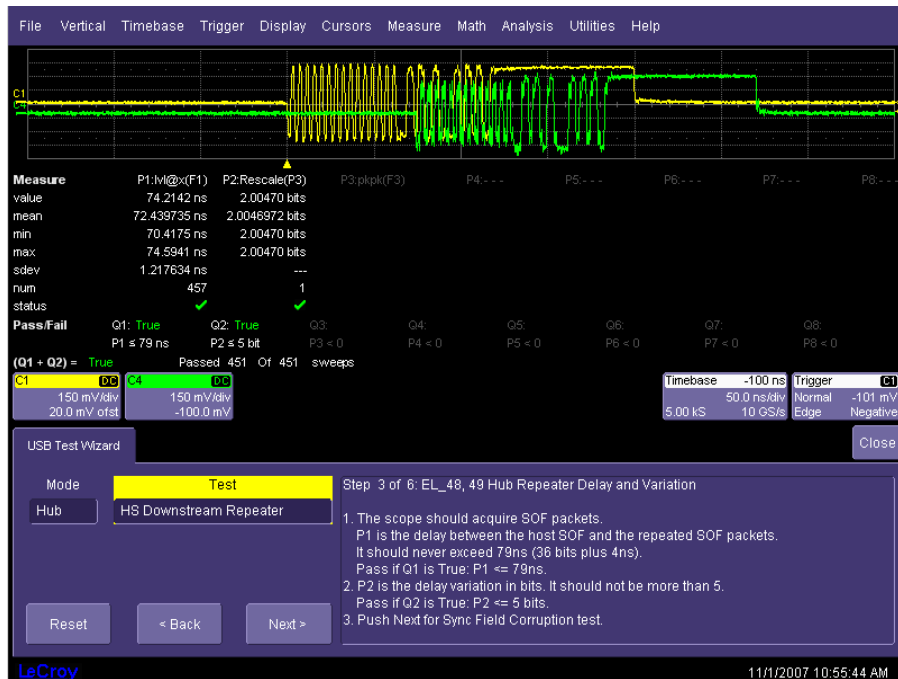 File Vertical Timebase Trigger Display Cursors Measure Math Analysis Utilities Help
C1
C4
Measure P1:lvl@x(F1) P2:Rescale(P3) P3:pkpk(F3) P4:- - - P5:- - - P6:- - - P7:- - - P8:- - -
value 74.2142 ns 2.00470 bits
mean 72.439735 ns 2.0046972 bits
min 70.4175 ns 2.00470 bits
max 74.5941 ns 2.00470 bits
sdev 1.217634 ns ---
num 457 1
status
Pass/Fail Q1: True Q2: True Q3: Q4: Q5: Q6: Q7: Q8:
P1 ≤ 79 ns P2 ≤ 5 bit P3 < 0 P4 < 0 P5 < 0 P6 < 0 P7 < 0 P8 < 0
(Q1 + Q2) = True Passed 451 Of 451 sweeps
C1 DC C4 DC Timebase -100 ns Trigger C1
150 mV/div 150 mV/div 50.0 ns/div Normal -101 mV
20.0 mV ofst -100.0 mV 5.00 kS 10 GS/s Edge Negative
USB Test Wizard Close
Mode Test
Hub HS Downstream Repeater
Step 3 of 6: EL_48, 49 Hub Repeater Delay and Variation
1. The scope should acquire SOF packets.
P1 is the delay between the host SOF and the repeated SOF packets.
It should never exceed 79ns (36 bits plus 4ns).
Pass if Q1 is True: P1 <= 79ns.
2. P2 is the delay variation in bits. It should not be more than 5.
Pass if Q2 is True: P2 <= 5 bits.
3. Push Next for Sync Field Corruption test.
Reset < Back Next >
LeCroy 11/1/2007 10:55:44 AM